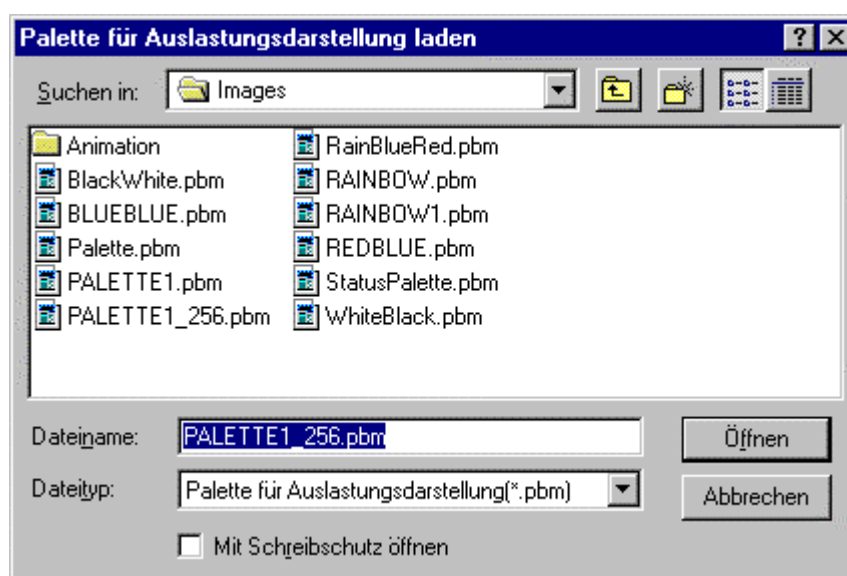 Palette für Auslastungsdarstellung laden
Suchen in: Images
Animation
BlackWhite.pbm
BLUEBLUE.pbm
Palette.pbm
PALETTE1.pbm
PALETTE1_256.pbm
RainBlueRed.pbm
RAINBOW.pbm
RAINBOW1.pbm
REDBLUE.pbm
StatusPalette.pbm
WhiteBlack.pbm
Dateiname: PALETTE1_256.pbm Öffnen
Dateityp: Palette für Auslastungsdarstellung(*.pbm) Abbrechen
Mit Schreibschutz öffnen